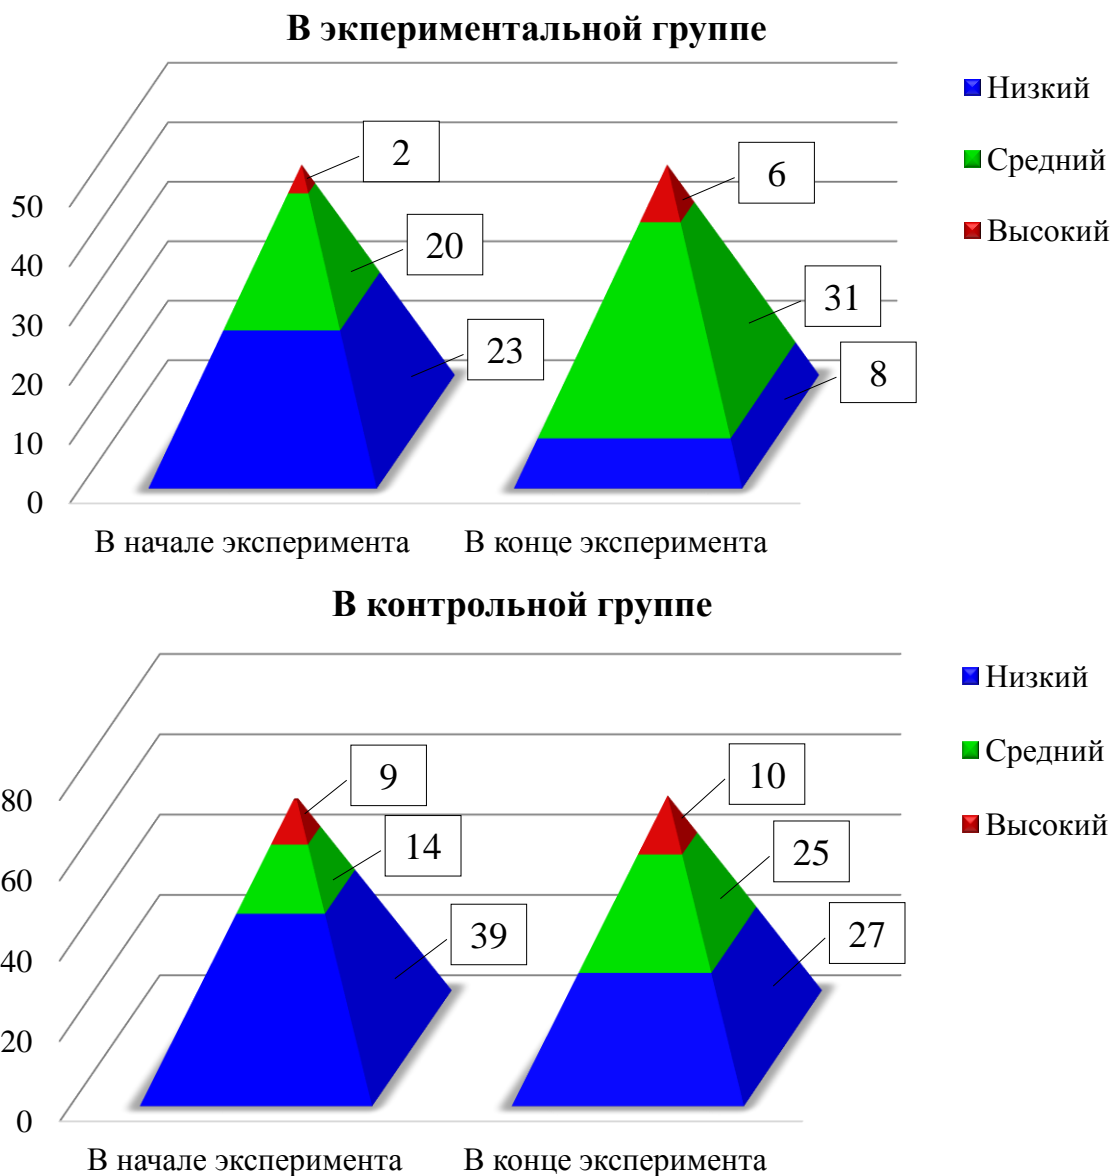 В экпериментальной группе
Низкий
Средний
Высокий
2
6
20
31
23
8
50
40
30
20
10
0
В начале эксперимента
В конце эксперимента
В контрольной группе
Низкий
Средний
Высокий
9
10
14
25
39
27
80
60
40
20
0
В начале эксперимента
В конце эксперимента